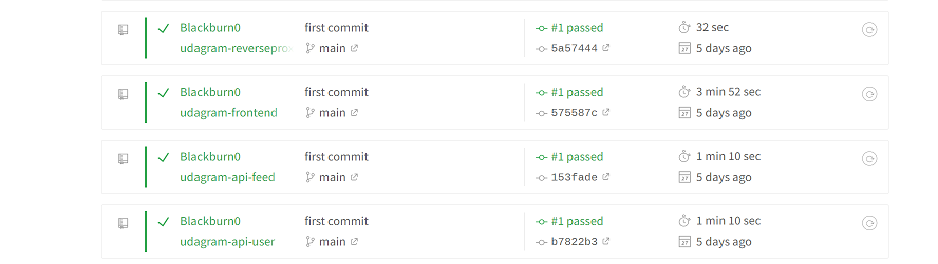 Blackburn0 first commit #1 passed 32 sec
udagram-reverseprox main 5a57444 5 days ago
Blackburn0 first commit #1 passed 3 min 52 sec
udagram-frontend main 575587c 5 days ago
Blackburn0 first commit #1 passed 1 min 10 sec
udagram-api-feed main 153fade 5 days ago
Blackburn0 first commit #1 passed 1 min 10 sec
udagram-api-user main b7822b3 5 days ago